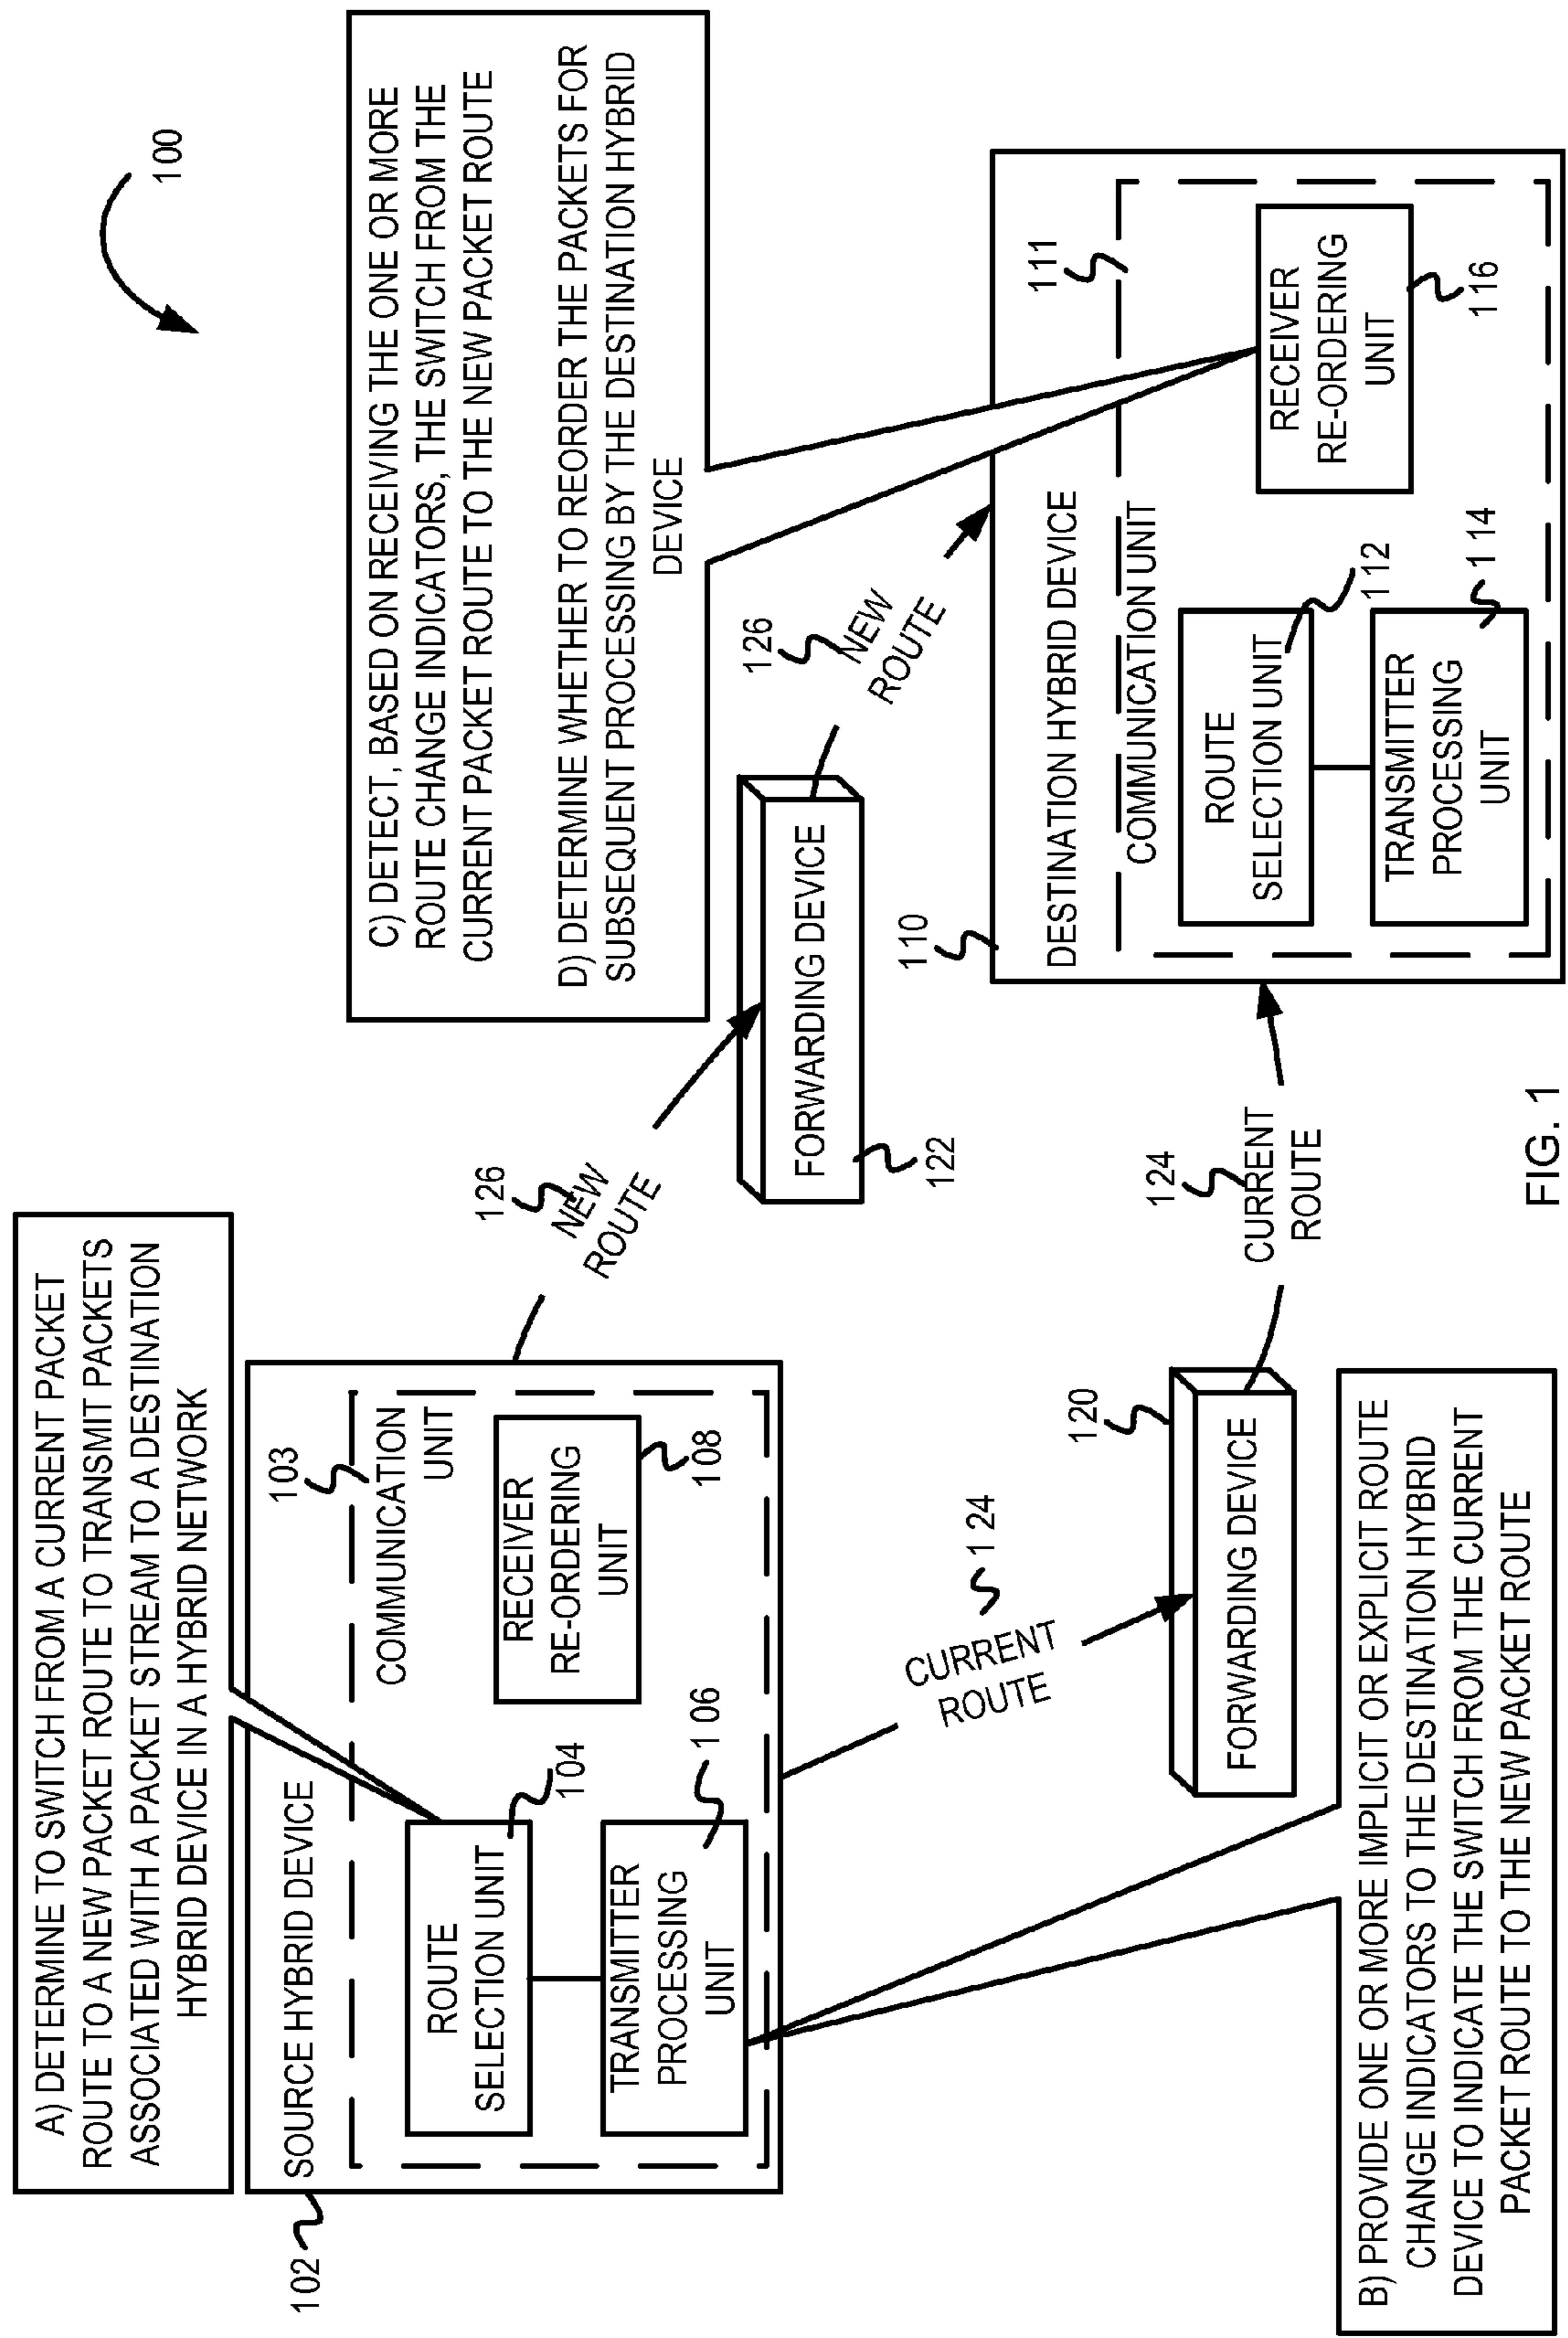 100
A) DETERMINE TO SWITCH FROM A CURRENT PACKET
ROUTE TO A NEW PACKET ROUTE TO TRANSMIT PACKETS
ASSOCIATED WITH A PACKET STREAM TO A DESTINATION
HYBRID DEVICE IN A HYBRID NETWORK
C) DETECT, BASED ON RECEIVING THE ONE OR MORE
ROUTE CHANGE INDICATORS, THE SWITCH FROM THE
CURRENT PACKET ROUTE TO THE NEW PACKET ROUTE
D) DETERMINE WHETHER TO REORDER THE PACKETS FOR
SUBSEQUENT PROCESSING BY THE DESTINATION HYBRID
DEVICE
102
SOURCE HYBRID DEVICE
103
COMMUNICATION
UNIT
ROUTE
SELECTION UNIT
104
RECEIVER
RE-ORDERING
UNIT
108
TRANSMITTER
PROCESSING
UNIT
106
126
NEW
ROUTE
FORWARDING DEVICE
122
126
NEW
ROUTE
CURRENT
ROUTE
124
120
FORWARDING DEVICE
124
CURRENT
ROUTE
110
DESTINATION HYBRID DEVICE
111
COMMUNICATION UNIT
ROUTE
SELECTION UNIT
112
RECEIVER
RE-ORDERING
UNIT
116
TRANSMITTER
PROCESSING
UNIT
114
B) PROVIDE ONE OR MORE IMPLICIT OR EXPLICIT ROUTE
CHANGE INDICATORS TO THE DESTINATION HYBRID
DEVICE TO INDICATE THE SWITCH FROM THE CURRENT
PACKET ROUTE TO THE NEW PACKET ROUTE
FIG. 1